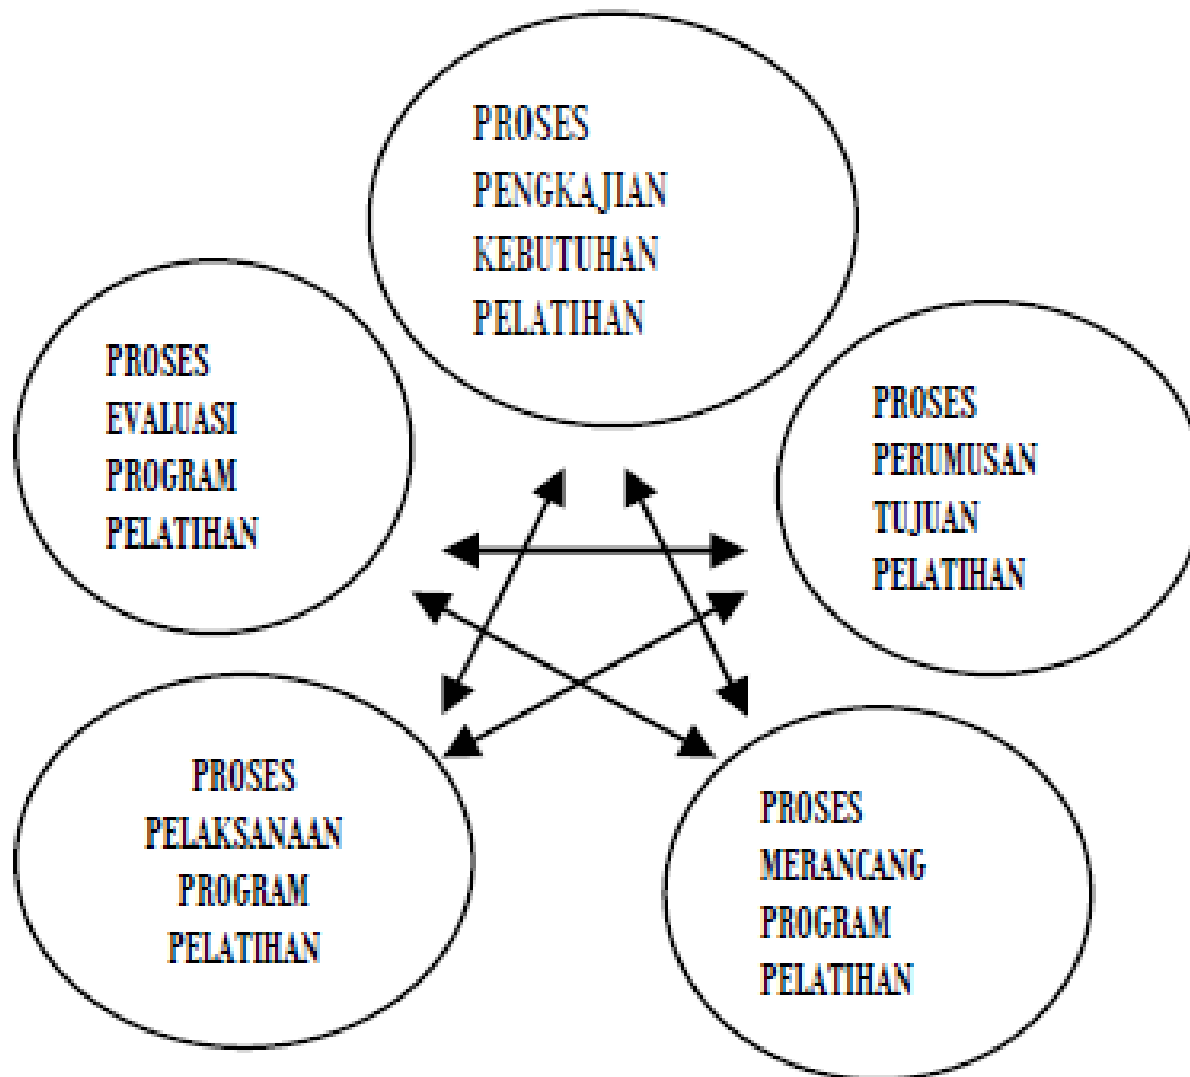 PROSES
PENGKAJIAN
KEBUTUHAN
PELATIHAN
PROSES
EVALUASI
PROGRAM
PELATIHAN
PROSES
PERUMUSAN
TUJUAN
PELATIHAN
PROSES
PELAKSANAAN
PROGRAM
PELATIHAN
PROSES
MERANCANG
PROGRAM
PELATIHAN